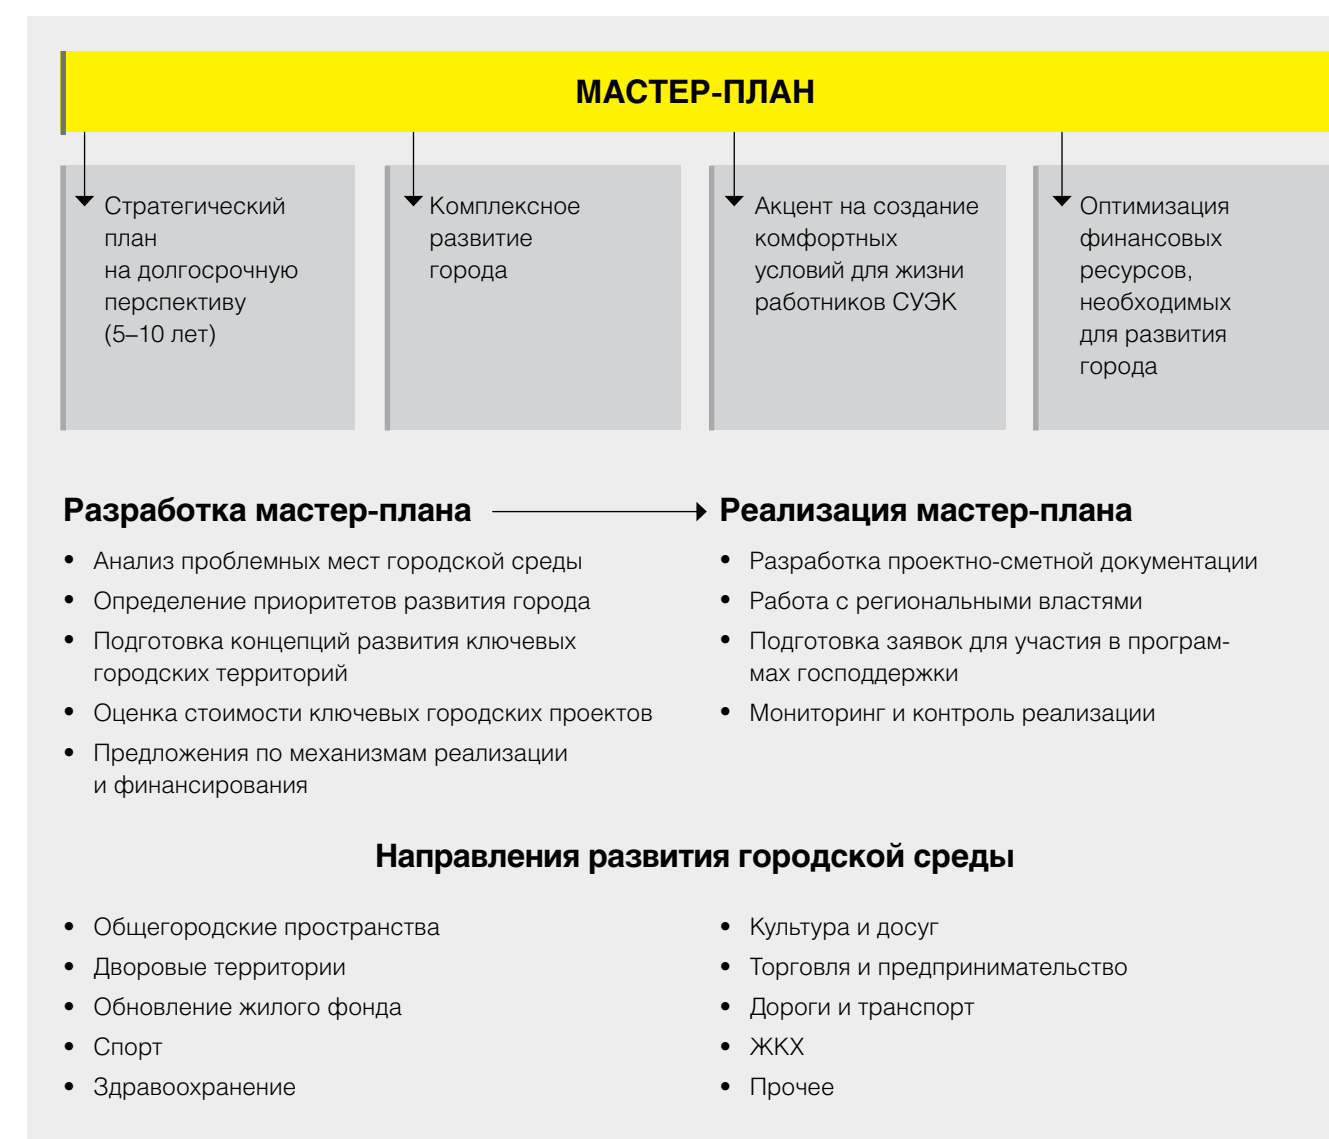 МАСТЕР-ПЛАН
Стратегический
план
на долгосрочную
перспективу
(5–10 лет)
Комплексное
развитие
города
Акцент на создание
комфортных
условий для жизни
работников СУЭК
Оптимизация
финансовых
ресурсов,
необходимых
для развития
города
Разработка мастер-плана
• Анализ проблемных мест городской среды
• Определение приоритетов развития города
• Подготовка концепций развития ключевых
городских территорий
• Оценка стоимости ключевых городских проектов
• Предложения по механизмам реализации
и финансирования
Реализация мастер-плана
• Разработка проектно-сметной документации
• Работа с региональными властями
• Подготовка заявок для участия в програм-
мах господдержки
• Мониторинг и контроль реализации
Направления развития городской среды
• Общегородские пространства
• Дворовые территории
• Обновление жилого фонда
• Спорт
• Здравоохранение
• Культура и досуг
• Торговля и предпринимательство
• Дороги и транспорт
• ЖКХ
• Прочее